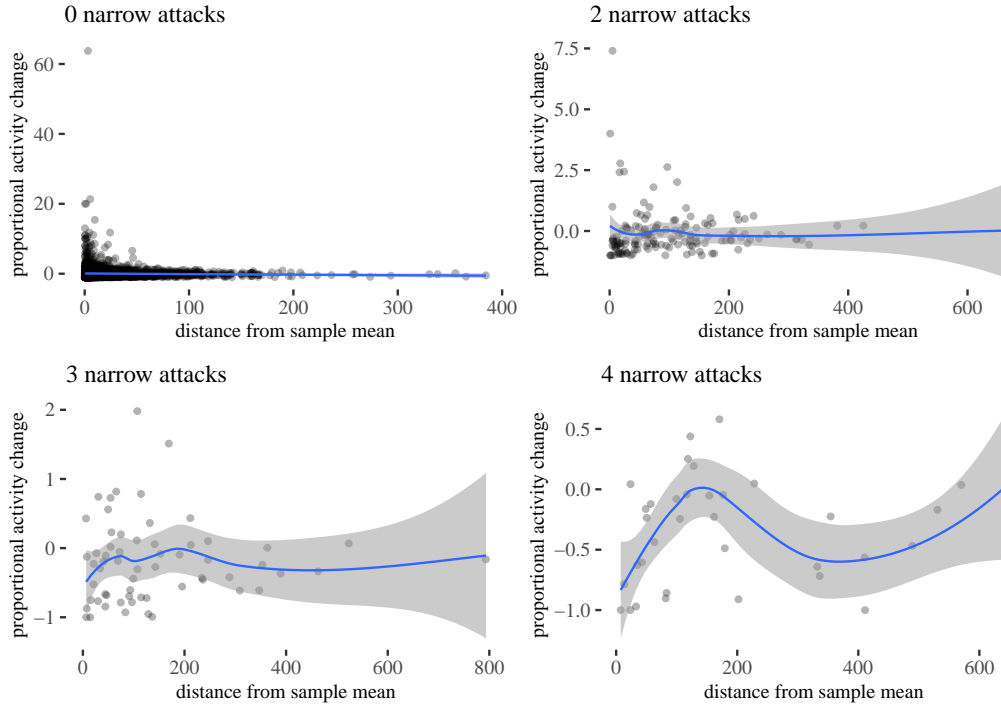 0 narrow attacks
proportional activity change
60
40
20
0
0 100 200 300 400
distance from sample mean
2 narrow attacks
proportional activity change
7.5
5.0
2.5
0.0
0 200 400 600
distance from sample mean
3 narrow attacks
proportional activity change
2
1
0
−1
0 200 400 600 800
distance from sample mean
4 narrow attacks
proportional activity change
0.5
0.0
−0.5
−1.0
0 200 400 600
distance from sample mean